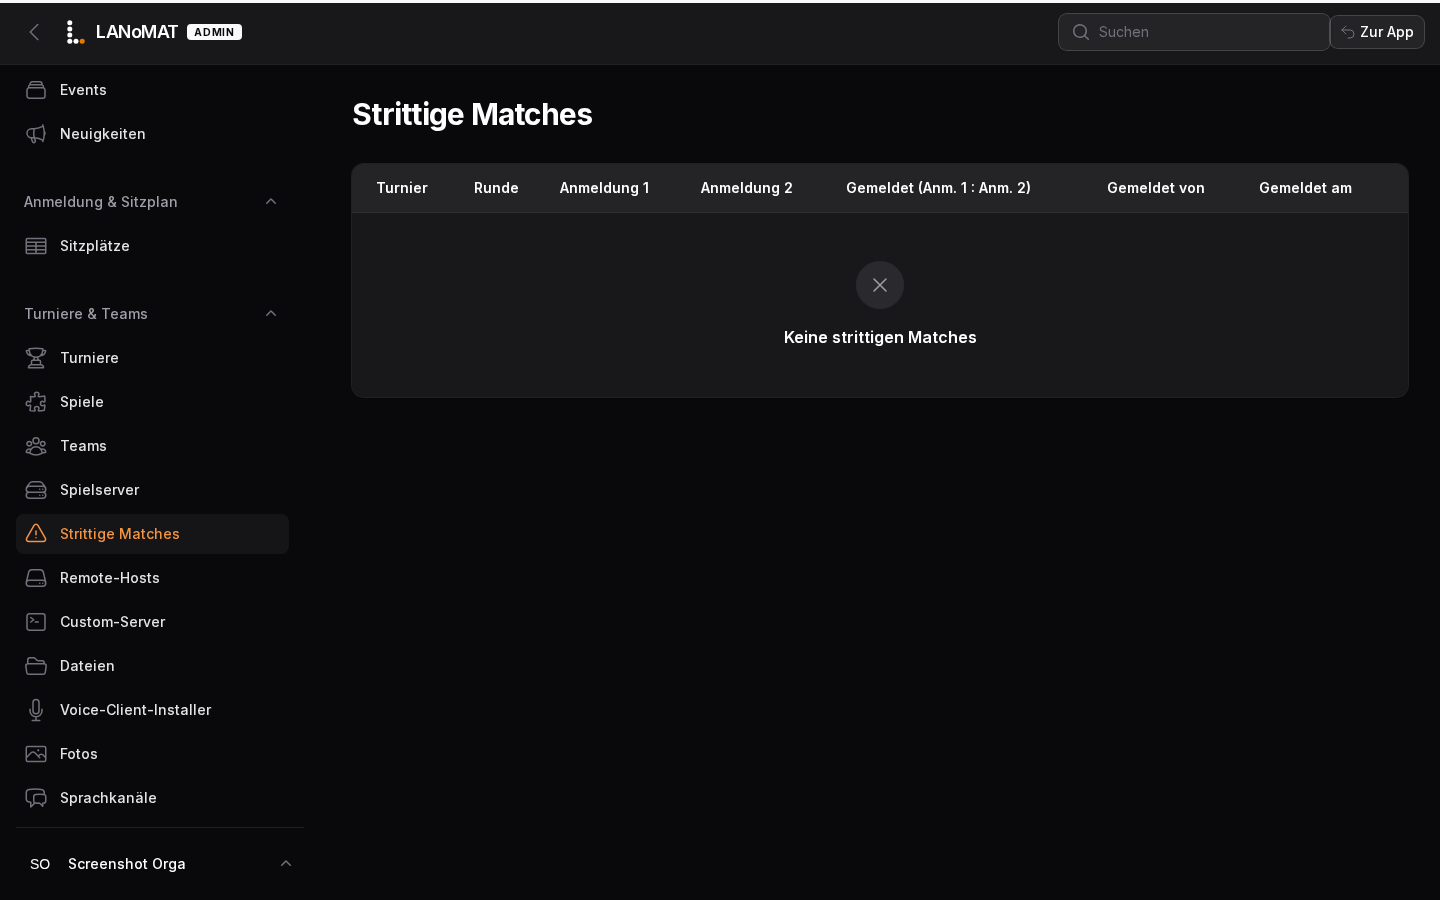 LANoMAT ADMIN
Suchen
Zur App
Events
Neuigkeiten
Anmeldung & Sitzplan
Sitzplätze
Turniere & Teams
Turniere
Spiele
Teams
Spielserver
Strittige Matches
Remote-Hosts
Custom-Server
Dateien
Voice-Client-Installer
Fotos
Sprachkanäle
SO Screenshot Orga
Strittige Matches
Turnier Runde Anmeldung 1 Anmeldung 2 Gemeldet (Anm. 1 : Anm. 2) Gemeldet von Gemeldet am
Keine strittigen Matches